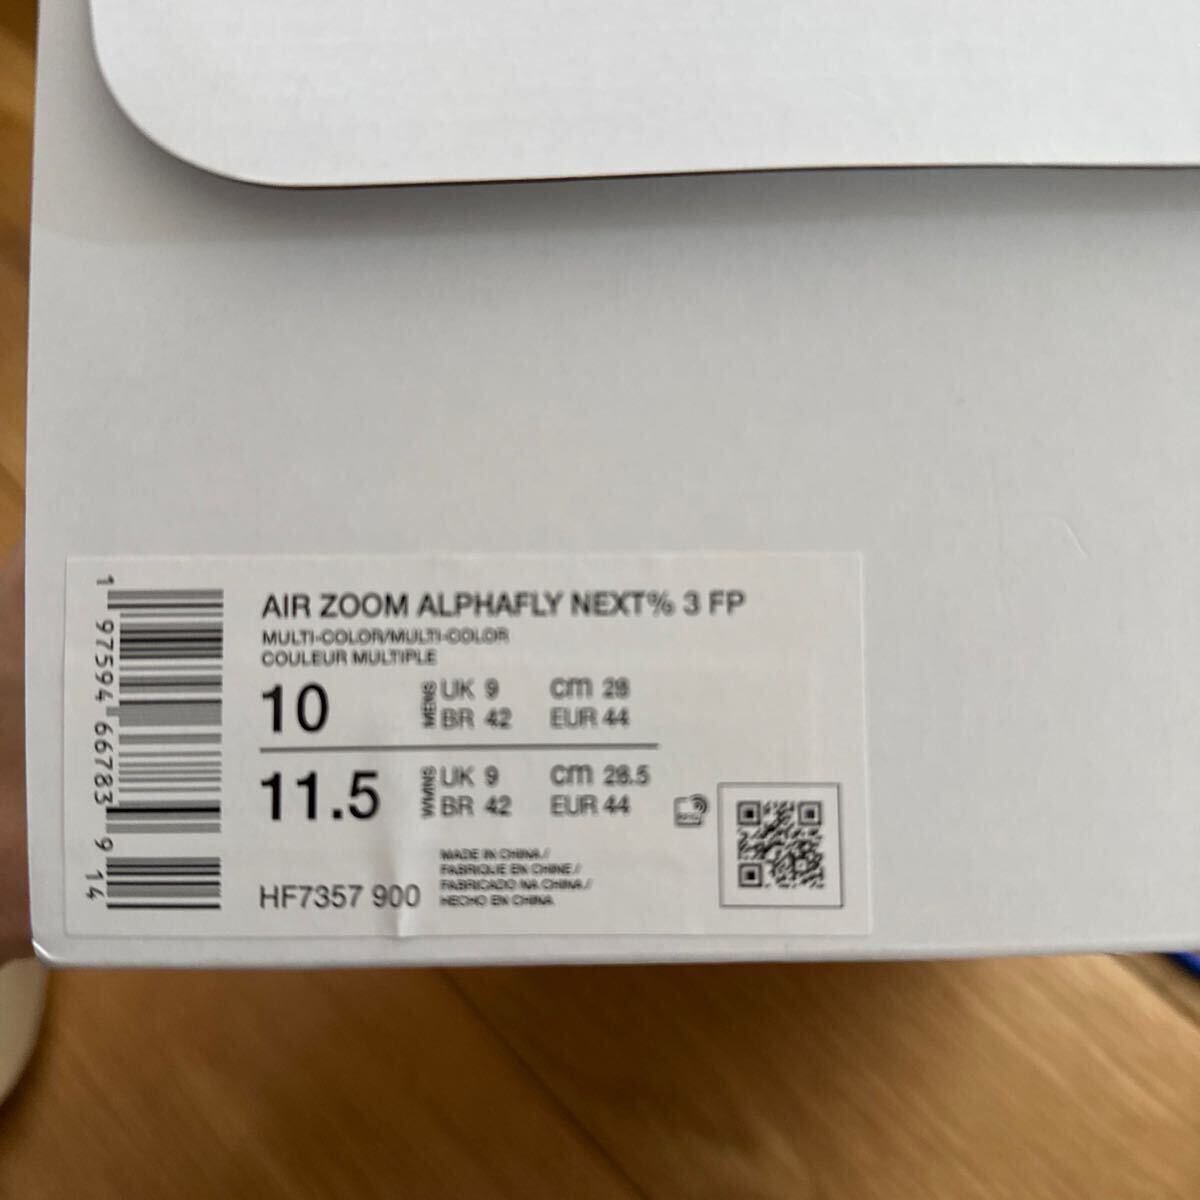 AIR ZOOM ALPHAFLY NEXT% 3 FP
MULTI-COLOR/MULTI-COLOR
COULEUR MULTIPLE
10 MENS UK 9 cm 28
BR 42 EUR 44
11.5 WMNS UK 9 cm 28.5
BR 42 EUR 44
MADE IN CHINA /
FABRIQUE EN CHINE /
FABRICADO NA CHINA /
HECHO EN CHINA
HF7357 900
1 97594 66783 9 14